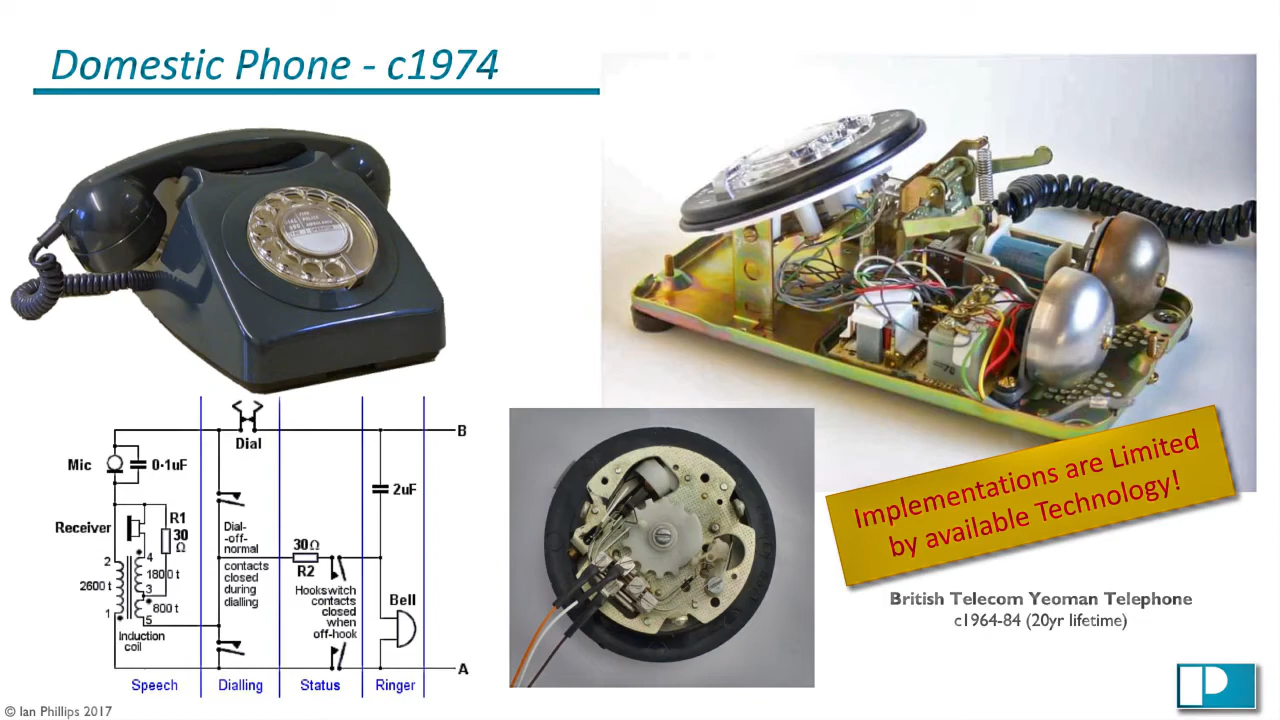 Domestic Phone - c1974
B
Dial
Mic
0·1uF
2uF
Receiver
R1
30
Ω
Dial-
-off-
normal
contacts
closed
during
dialling
30Ω
R2
Hookswitch
contacts
closed
when
off-hook
Bell
2
4
2600 t
1800 t
3
800 t
1
5
Induction
coil
A
Speech
Dialling
Status
Ringer
Implementations are Limited
by available Technology!
British Telecom Yeoman Telephone
c1964-84 (20yr lifetime)
P
© Ian Phillips 2017